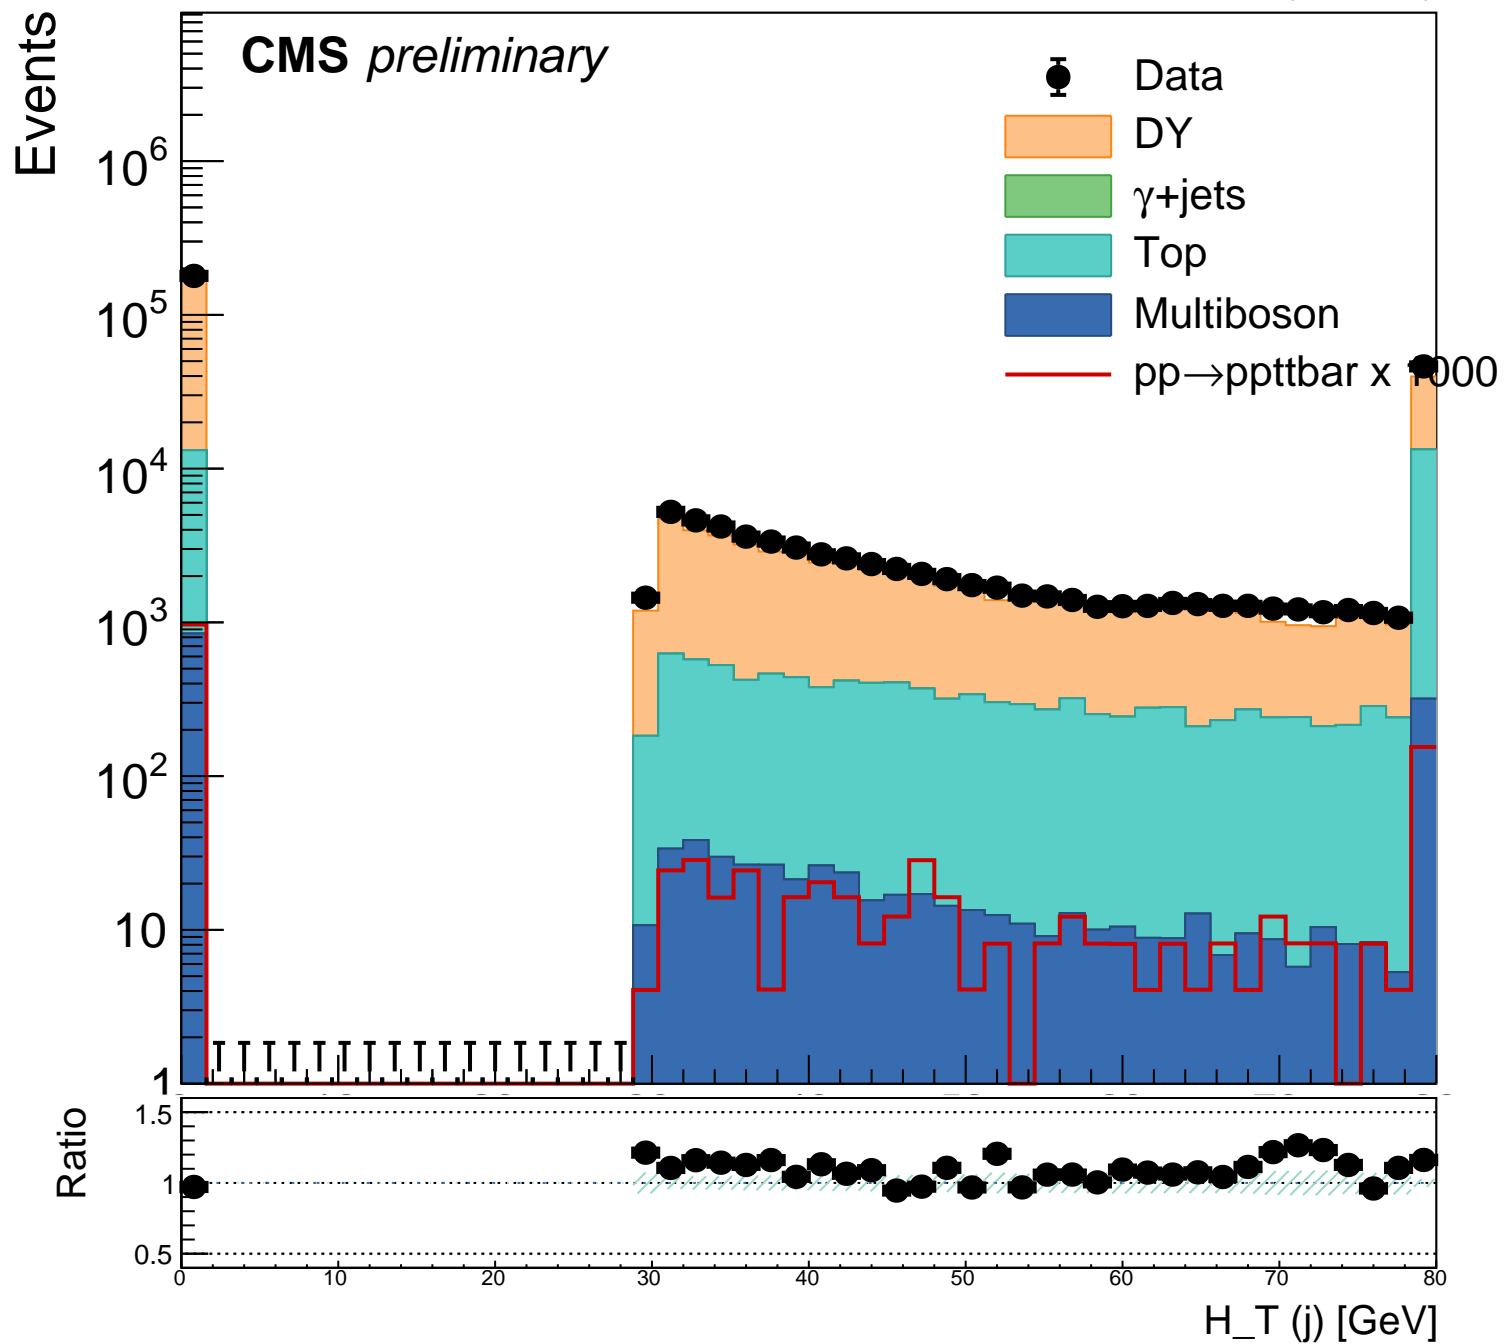 CMS preliminary
Events
Data
DY
γ+jets
Top
Multiboson
pp→ppttbar x 1000
10^6
10^5
10^4
10^3
10^2
10
1
Ratio
1.5
1
0.5
0 10 20 30 40 50 60 70 80
H_T (j) [GeV]